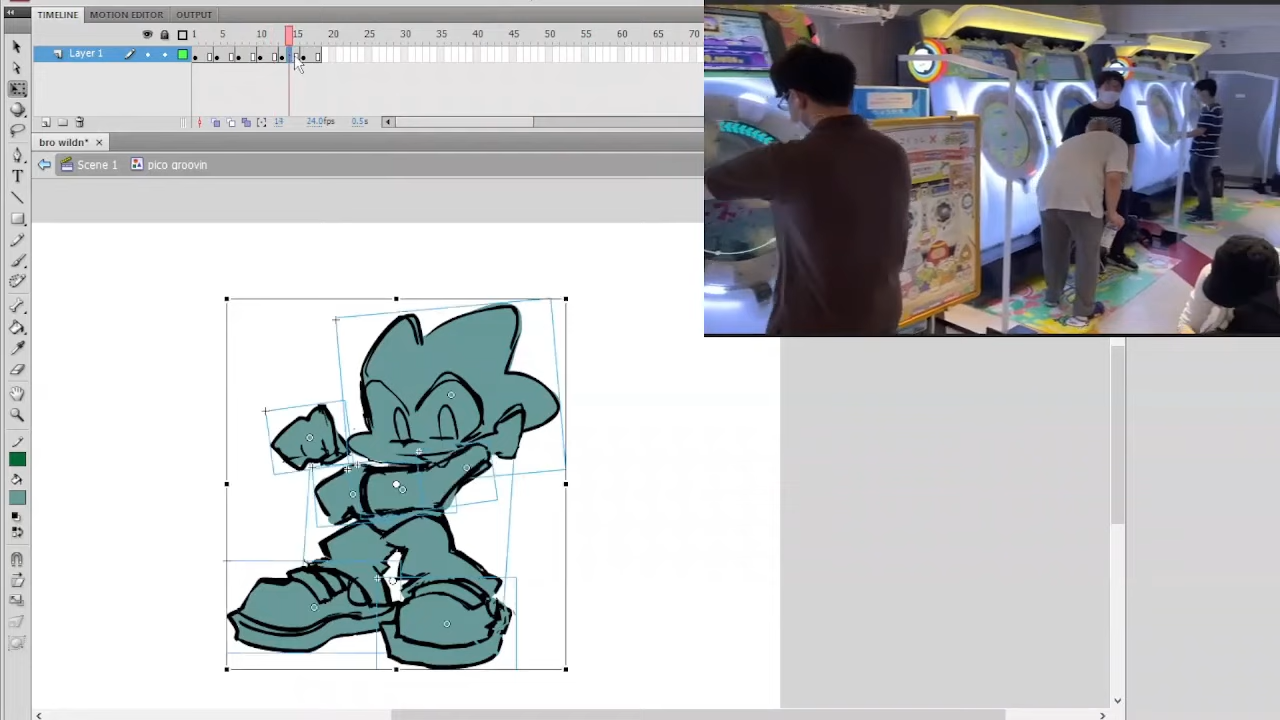 TIMELINE MOTION EDITOR OUTPUT
1 5 10 15 20 25 30 35 40 45 50 55 60 65 70
Layer 1
14 24.0fps 0.5s
bro wildn*
Scene 1 pico groovin